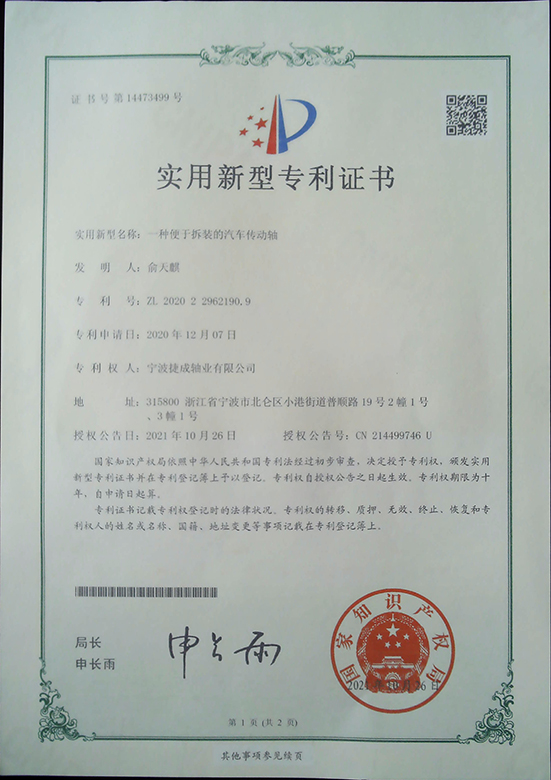 证书号第14473499号
实用新型专利证书
实用新型名称：一种便于拆装的汽车传动轴
发明人：俞天麒
专利号：ZL 2020 2 2962190.9
专利申请日：2020年12月07日
专利权人：宁波捷成轴业有限公司
地址：315800 浙江省宁波市北仑区小港街道普顺路19号2幢1号
、3幢1号
授权公告日：2021年10月26日 授权公告号：CN 214499746 U
国家知识产权局依照中华人民共和国专利法经过初步审查，决定授予专利权，颁发实用
新型专利证书并在专利登记簿上予以登记。专利权自授权公告之日起生效。专利权期限为十
年，自申请日起算。
专利证书记载专利权登记时的法律状况。专利权的转移、质押、无效、终止、恢复和专
利权人的姓名或名称、国籍、地址变更等事项记载在专利登记簿上。
局长
申长雨
申长雨
国家知识产权局
2021年10月26日
第1页(共2页)
其他事项参见续页